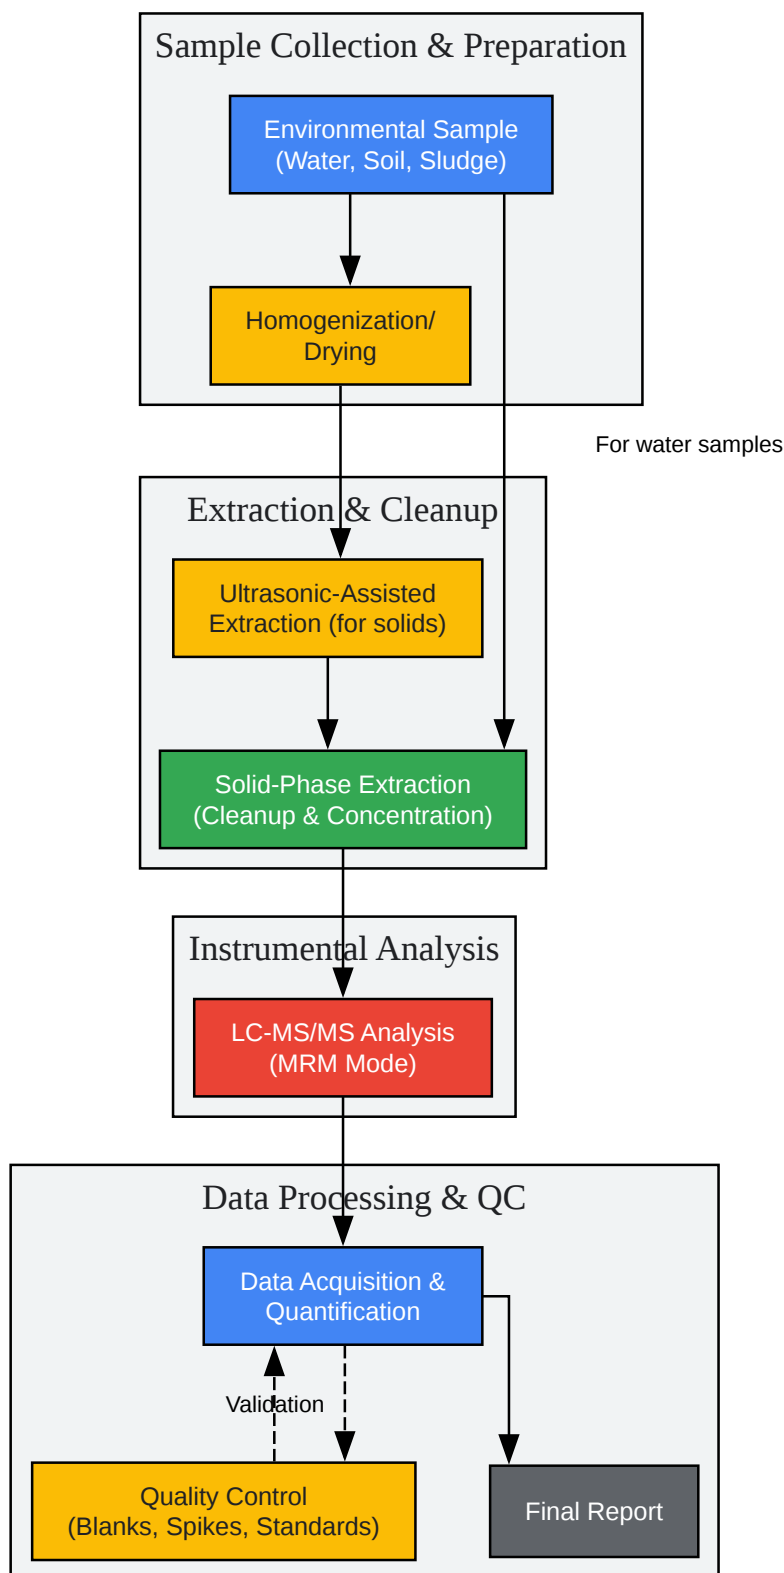 Sample Collection & Preparation
Environmental Sample
(Water, Soil, Sludge)
Homogenization/
Drying
For water samples
Extraction & Cleanup
Ultrasonic-Assisted
Extraction (for solids)
Solid-Phase Extraction
(Cleanup & Concentration)
Instrumental Analysis
LC-MS/MS Analysis
(MRM Mode)
Data Processing & QC
Data Acquisition &
Quantification
Validation
Quality Control
(Blanks, Spikes, Standards)
Final Report